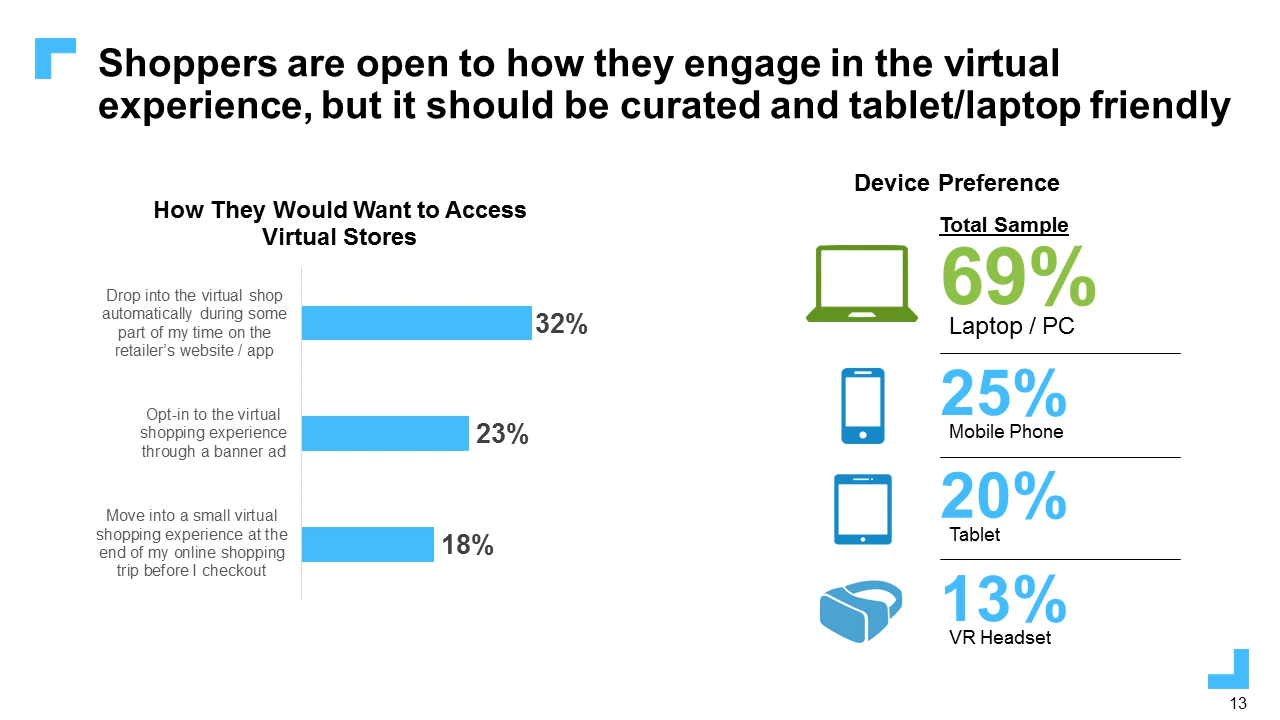 Shoppers are open to how they engage in the virtual
experience, but it should be curated and tablet/laptop friendly
How They Would Want to Access
Virtual Stores
Drop into the virtual shop
automatically during some
part of my time on the
retailer’s website / app
32%
Opt-in to the virtual
shopping experience
through a banner ad
23%
Move into a small virtual
shopping experience at the
end of my online shopping
trip before I checkout
18%
Device Preference
Total Sample
69%
Laptop / PC
25%
Mobile Phone
20%
Tablet
13%
VR Headset
13